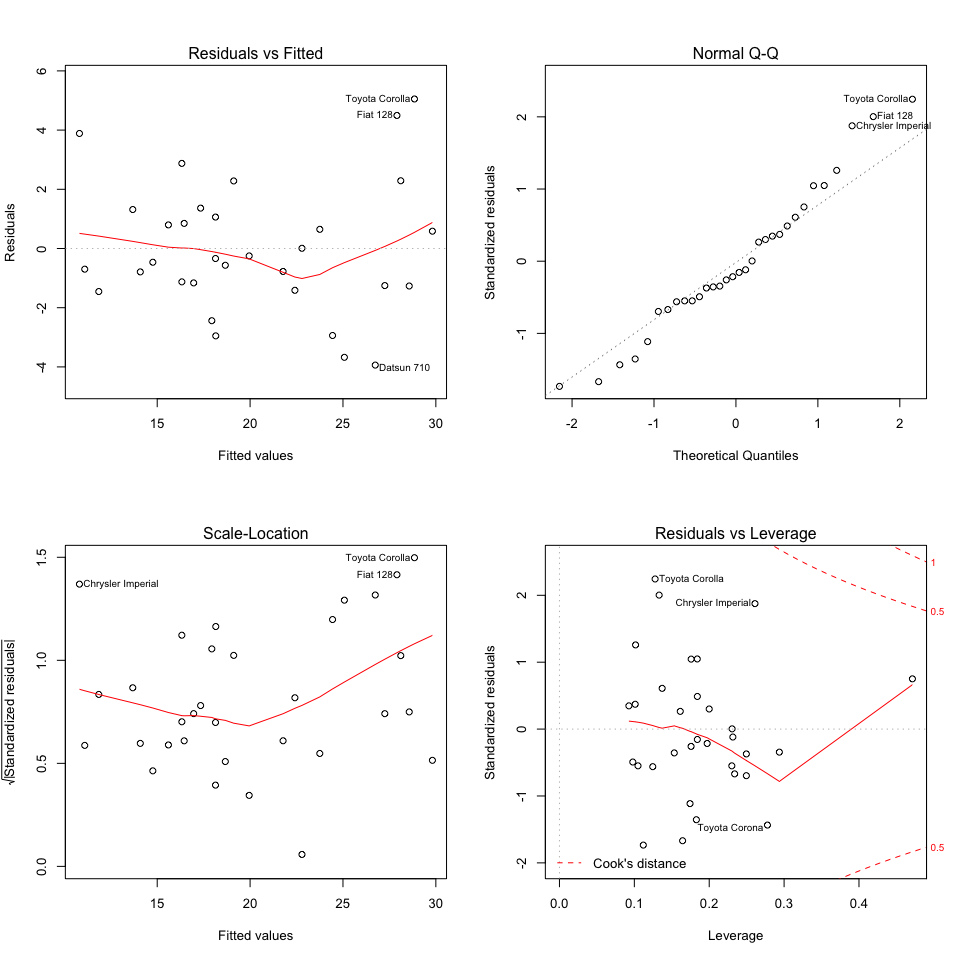 Residuals vs Fitted
6
4
2
0
-2
-4
Residuals
Toyota Corolla
Fiat 128
Datsun 710
15 20 25 30
Fitted values
Normal Q-Q
2
1
0
-1
Standardized residuals
Toyota Corolla
Fiat 128
Chrysler Imperial
-2 -1 0 1 2
Theoretical Quantiles
Scale-Location
1.5
1.0
0.5
0.0
√|Standardized residuals|
Toyota Corolla
Fiat 128
Chrysler Imperial
15 20 25 30
Fitted values
Residuals vs Leverage
2
1
0
-1
-2
Standardized residuals
1
0.5
0.5
Toyota Corolla
Chrysler Imperial
Toyota Corona
Cook's distance
0.0 0.1 0.2 0.3 0.4
Leverage